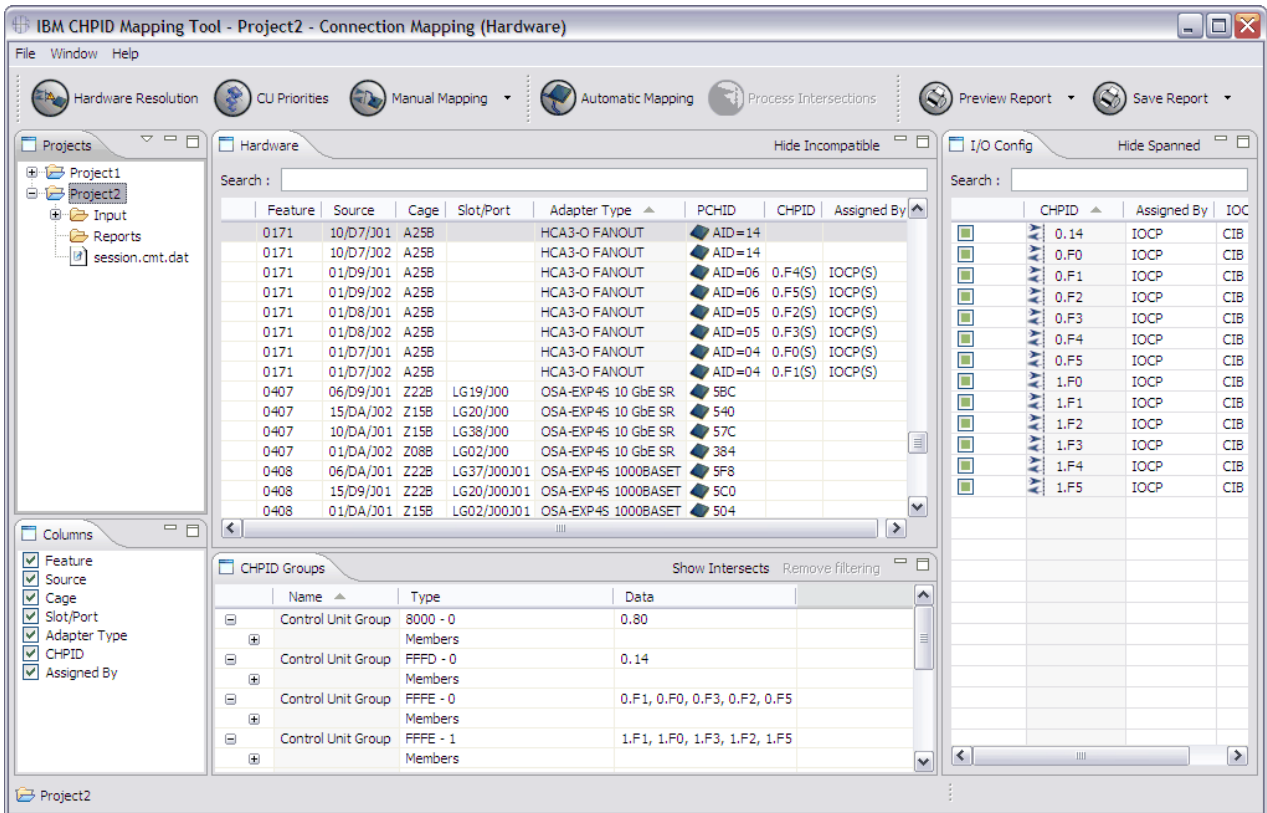 IBM CHPID Mapping Tool - Project2 - Connection Mapping (Hardware)
File Window Help
Hardware Resolution CU Priorities Manual Mapping Automatic Mapping Process Intersections Preview Report Save Report
Projects
Project1
Project2
Input
Reports
session.cmt.dat
Columns
Feature
Source
Cage
Slot/Port
Adapter Type
CHPID
Assigned By
Hardware Hide Incompatible
Search :
Feature Source Cage Slot/Port Adapter Type PCHID CHPID Assigned By
0171 10/D7/J01 A25B HCA3-O FANOUT AID=14
0171 10/D7/J02 A25B HCA3-O FANOUT AID=14
0171 01/D9/J01 A25B HCA3-O FANOUT AID=06 0.F4(S) IOCP(S)
0171 01/D9/J02 A25B HCA3-O FANOUT AID=06 0.F5(S) IOCP(S)
0171 01/D8/J01 A25B HCA3-O FANOUT AID=05 0.F2(S) IOCP(S)
0171 01/D8/J02 A25B HCA3-O FANOUT AID=05 0.F3(S) IOCP(S)
0171 01/D7/J01 A25B HCA3-O FANOUT AID=04 0.F0(S) IOCP(S)
0171 01/D7/J02 A25B HCA3-O FANOUT AID=04 0.F1(S) IOCP(S)
0407 06/D9/J01 Z22B LG19/J00 OSA-EXP4S 10 GbE SR 5BC
0407 15/DA/J02 Z15B LG20/J00 OSA-EXP4S 10 GbE SR 540
0407 10/DA/J01 Z15B LG38/J00 OSA-EXP4S 10 GbE SR 57C
0407 01/DA/J02 Z08B LG02/J00 OSA-EXP4S 10 GbE SR 384
0408 06/DA/J01 Z22B LG37/J00J01 OSA-EXP4S 1000BASET 5F8
0408 15/D9/J01 Z22B LG20/J00J01 OSA-EXP4S 1000BASET 5C0
0408 01/DA/J01 Z15B LG02/J00J01 OSA-EXP4S 1000BASET 504
CHPID Groups Show Intersects Remove filtering
Name Type Data
Control Unit Group 8000 - 0 0.80
Members
Control Unit Group FFFD - 0 0.14
Members
Control Unit Group FFFE - 0 0.F1, 0.F0, 0.F3, 0.F2, 0.F5
Members
Control Unit Group FFFE - 1 1.F1, 1.F0, 1.F3, 1.F2, 1.F5
Members
I/O Config Hide Spanned
Search :
CHPID Assigned By IOC
0.14 IOCP CIB
0.F0 IOCP CIB
0.F1 IOCP CIB
0.F2 IOCP CIB
0.F3 IOCP CIB
0.F4 IOCP CIB
0.F5 IOCP CIB
1.F0 IOCP CIB
1.F1 IOCP CIB
1.F2 IOCP CIB
1.F3 IOCP CIB
1.F4 IOCP CIB
1.F5 IOCP CIB
Project2